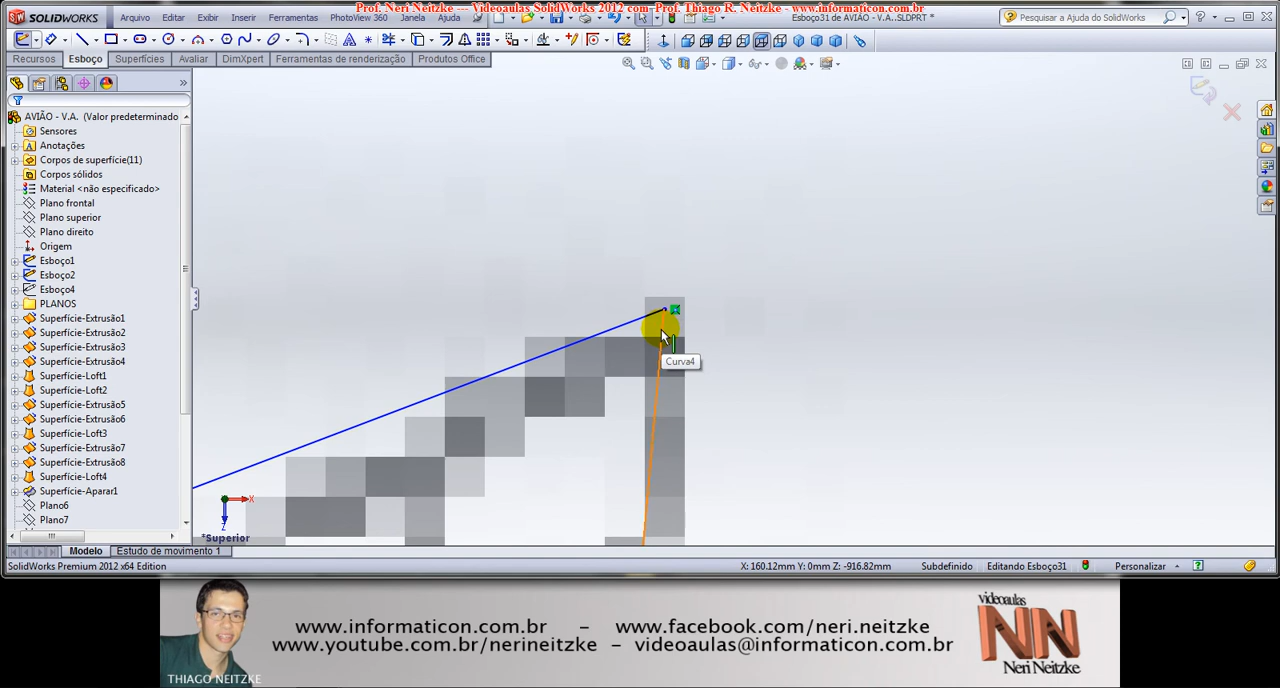 Prof. Neri Neitzke --- Videoaulas SolidWorks 2012 com Prof. Thiago R. Neitzke - www.informaticon.com.br
SOLIDWORKS
Arquivo Editar Exibir Inserir Ferramentas PhotoView 360 My Toolbox Janela Ajuda
Esboço31 de AVIÃO - V.A..SLDPRT *
Pesquisar a Ajuda do SolidWorks
Recursos Esboço Superfícies Avaliar DimXpert Ferramentas de renderização Produtos Office
AVIÃO - V.A. (Valor predeterminado
Sensores
Anotações
Corpos de superfície(11)
Corpos sólidos
Material <não especificado>
Plano frontal
Plano superior
Plano direito
Origem
Esboço1
Esboço2
Esboço4
PLANOS
Superfície-Extrusão1
Superfície-Extrusão2
Superfície-Extrusão3
Superfície-Extrusão4
Superfície-Loft1
Superfície-Loft2
Superfície-Extrusão5
Superfície-Extrusão6
Superfície-Loft3
Superfície-Extrusão7
Superfície-Extrusão8
Superfície-Loft4
Superfície-Aparar1
Plano6
Plano7
Curva4
X
Z
*Superior
Modelo Estudo de movimento 1
SolidWorks Premium 2012 x64 Edition
X: 160.12mm Y: 0mm Z: -916.82mm Subdefinido Editando Esboço31 Personalizar
www.informaticon.com.br - www.facebook.com/neri.neitzke
www.youtube.com.br/nerineitzke - videoaulas@informaticon.com.br
THIAGO NEITZKE
videoaulas
NN
Neri Neitzke